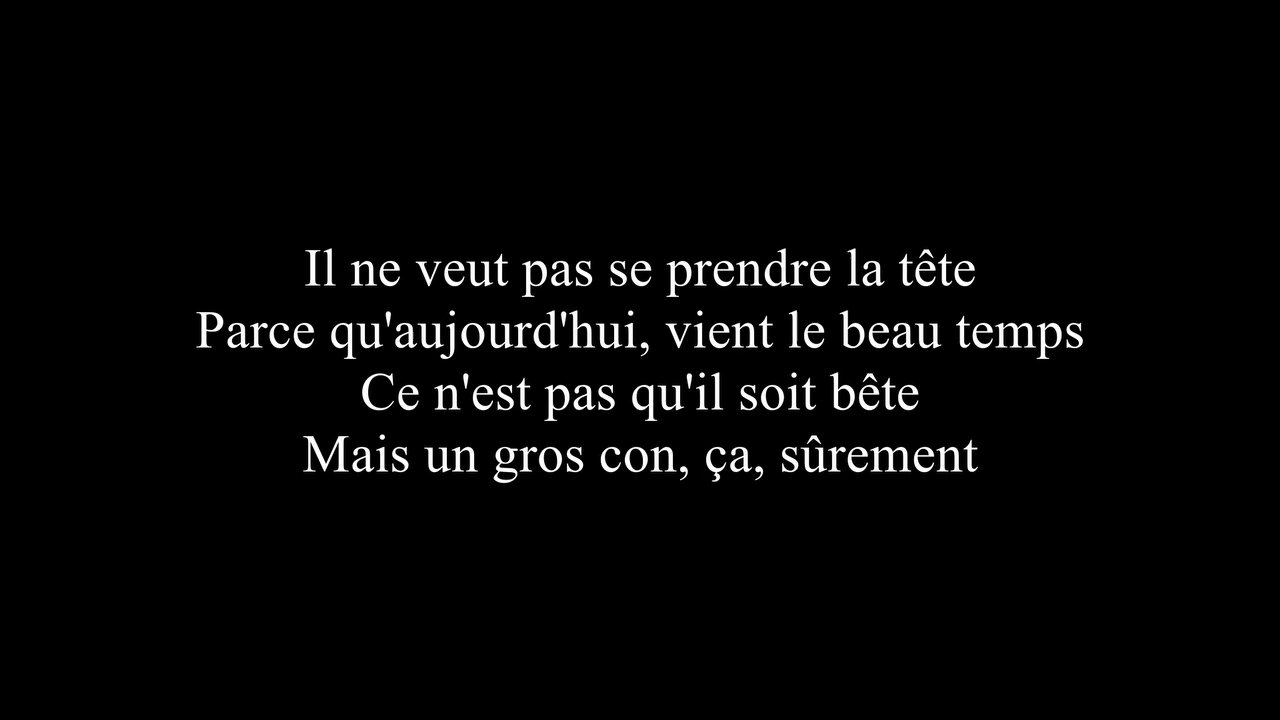 Il ne veut pas se prendre la tête
Parce qu'aujourd'hui, vient le beau temps
Ce n'est pas qu'il soit bête
Mais un gros con, ça, sûrement